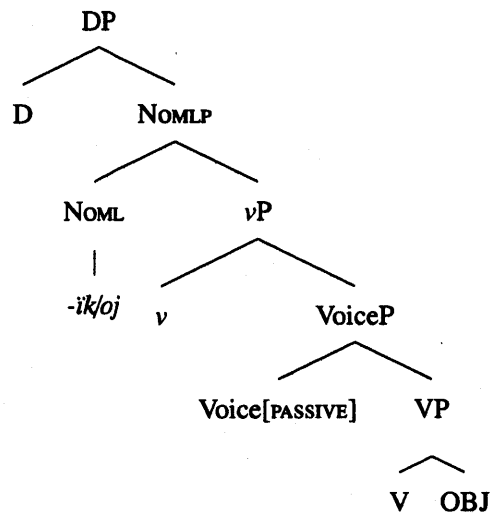 DP
D NOMLP
NOML vP
-ïk/oj v VoiceP
Voice[PASSIVE] VP
V OBJ